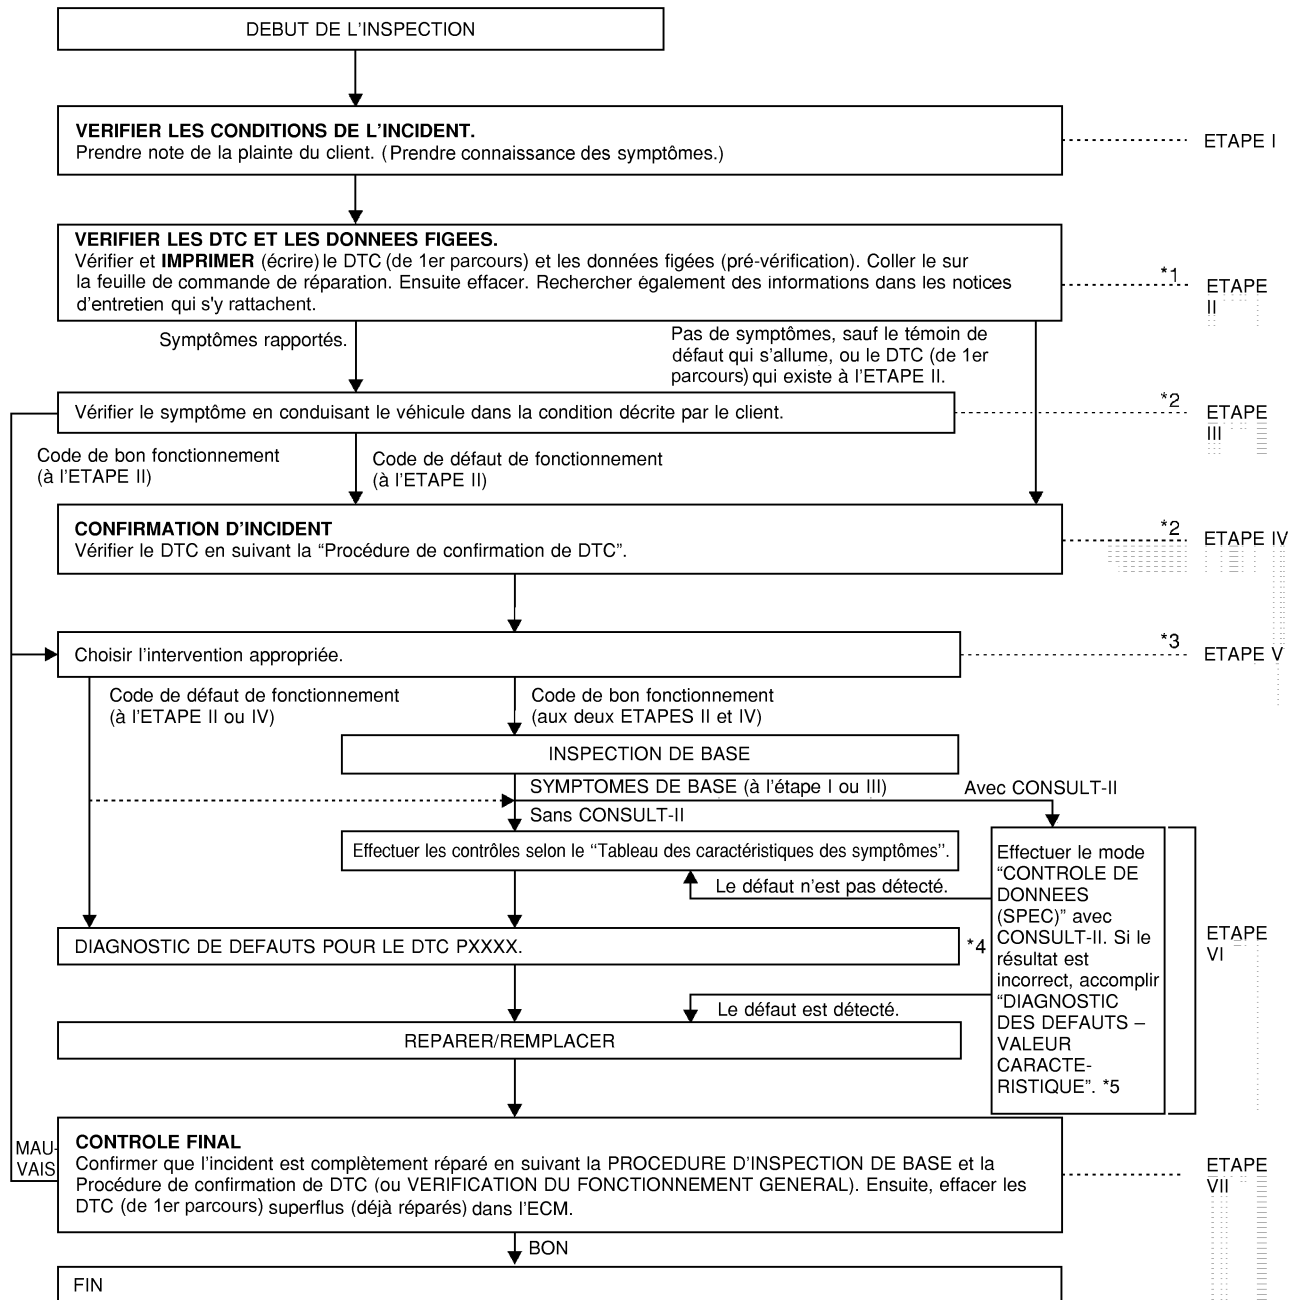 DEBUT DE L'INSPECTION
VERIFIER LES CONDITIONS DE L'INCIDENT.
Prendre note de la plainte du client. (Prendre connaissance des symptômes.)
ETAPE I
VERIFIER LES DTC ET LES DONNEES FIGEES.
Vérifier et IMPRIMER (écrire) le DTC (de 1er parcours) et les données figées (pré-vérification). Coller le sur
la feuille de commande de réparation. Ensuite effacer. Rechercher également des informations dans les notices
d'entretien qui s'y rattachent.
*1
ETAPE
II
Symptômes rapportés.
Pas de symptômes, sauf le témoin de
défaut qui s'allume, ou le DTC (de 1er
parcours) qui existe à l'ETAPE II.
Vérifier le symptôme en conduisant le véhicule dans la condition décrite par le client.
*2
ETAPE
III
Code de bon fonctionnement
(à l'ETAPE II)
Code de défaut de fonctionnement
(à l'ETAPE II)
CONFIRMATION D'INCIDENT
Vérifier le DTC en suivant la “Procédure de confirmation de DTC”.
*2
ETAPE IV
Choisir l'intervention appropriée.
*3
ETAPE V
Code de défaut de fonctionnement
(à l'ETAPE II ou IV)
Code de bon fonctionnement
(aux deux ETAPES II et IV)
INSPECTION DE BASE
SYMPTOMES DE BASE (à l'étape I ou III)
Avec CONSULT-II
Sans CONSULT-II
Effectuer les contrôles selon le “Tableau des caractéristiques des symptômes”.
Le défaut n'est pas détecté.
DIAGNOSTIC DE DEFAUTS POUR LE DTC PXXXX.
*4
Effectuer le mode
“CONTROLE DE
DONNEES
(SPEC)” avec
CONSULT-II. Si le
résultat est
incorrect, accomplir
“DIAGNOSTIC
DES DEFAUTS –
VALEUR
CARACTE-
RISTIQUE”. *5
ETAPE
VI
Le défaut est détecté.
REPARER/REMPLACER
MAU-
VAIS
CONTROLE FINAL
Confirmer que l'incident est complètement réparé en suivant la PROCEDURE D'INSPECTION DE BASE et la
Procédure de confirmation de DTC (ou VERIFICATION DU FONCTIONNEMENT GENERAL). Ensuite, effacer les
DTC (de 1er parcours) superflus (déjà réparés) dans l'ECM.
ETAPE
VII
BON
FIN